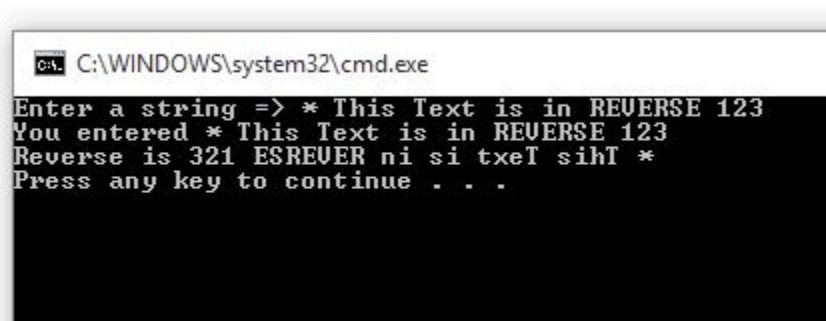 C:\WINDOWS\system32\cmd.exe
Enter a string => * This Text is in REVERSE 123
You entered * This Text is in REVERSE 123
Reverse is 321 ESREVER ni si txeT sihT *
Press any key to continue . . .